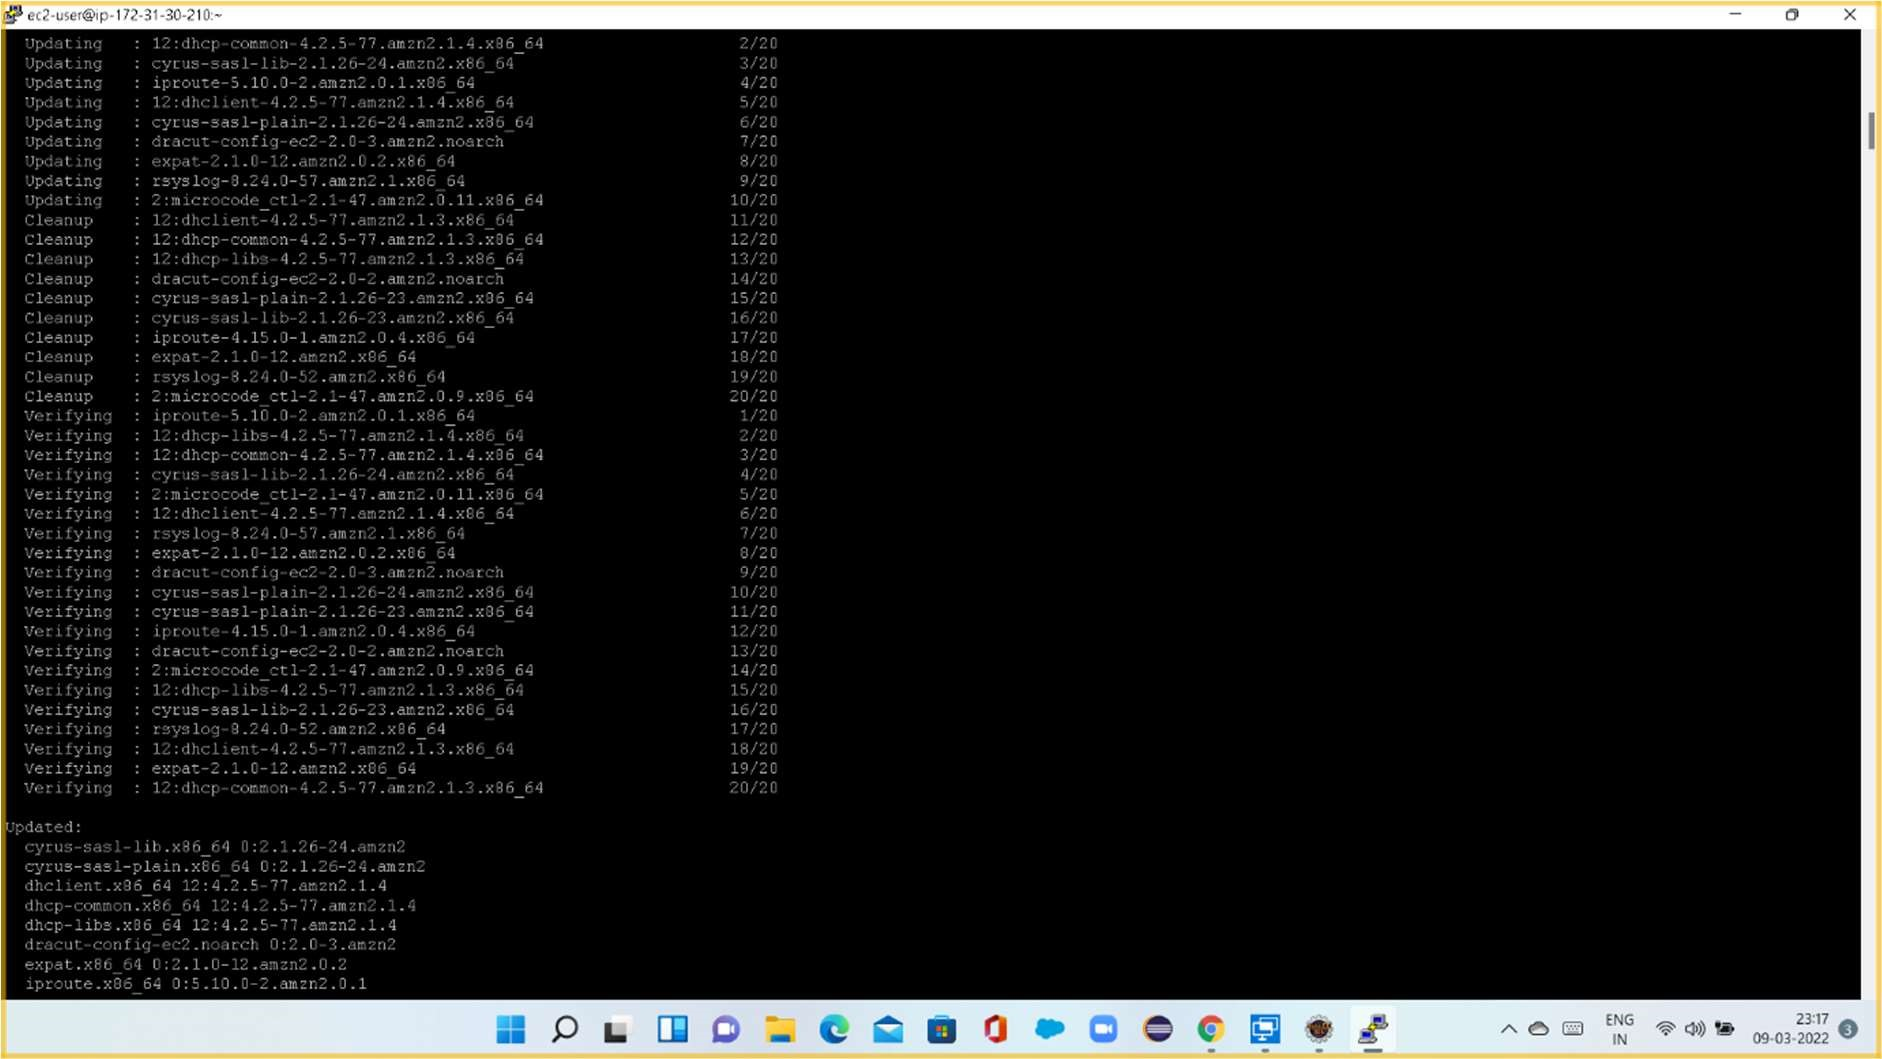 ec2-user@ip-172-31-30-210:~
Updating : 12:dhcp-common-4.2.5-77.amzn2.1.4.x86_64 2/20
Updating : cyrus-sasl-lib-2.1.26-24.amzn2.x86_64 3/20
Updating : iproute-5.10.0-2.amzn2.0.1.x86_64 4/20
Updating : 12:dhclient-4.2.5-77.amzn2.1.4.x86_64 5/20
Updating : cyrus-sasl-plain-2.1.26-24.amzn2.x86_64 6/20
Updating : dracut-config-ec2-2.0-3.amzn2.noarch 7/20
Updating : expat-2.1.0-12.amzn2.0.2.x86_64 8/20
Updating : rsyslog-8.24.0-57.amzn2.1.x86_64 9/20
Updating : 2:microcode_ctl-2.1-47.amzn2.0.11.x86_64 10/20
Cleanup : 12:dhclient-4.2.5-77.amzn2.1.3.x86_64 11/20
Cleanup : 12:dhcp-common-4.2.5-77.amzn2.1.3.x86_64 12/20
Cleanup : 12:dhcp-libs-4.2.5-77.amzn2.1.3.x86_64 13/20
Cleanup : dracut-config-ec2-2.0-2.amzn2.noarch 14/20
Cleanup : cyrus-sasl-plain-2.1.26-23.amzn2.x86_64 15/20
Cleanup : cyrus-sasl-lib-2.1.26-23.amzn2.x86_64 16/20
Cleanup : iproute-4.15.0-1.amzn2.0.4.x86_64 17/20
Cleanup : expat-2.1.0-12.amzn2.x86_64 18/20
Cleanup : rsyslog-8.24.0-52.amzn2.x86_64 19/20
Cleanup : 2:microcode_ctl-2.1-47.amzn2.0.9.x86_64 20/20
Verifying : iproute-5.10.0-2.amzn2.0.1.x86_64 1/20
Verifying : 12:dhcp-libs-4.2.5-77.amzn2.1.4.x86_64 2/20
Verifying : 12:dhcp-common-4.2.5-77.amzn2.1.4.x86_64 3/20
Verifying : cyrus-sasl-lib-2.1.26-24.amzn2.x86_64 4/20
Verifying : 2:microcode_ctl-2.1-47.amzn2.0.11.x86_64 5/20
Verifying : 12:dhclient-4.2.5-77.amzn2.1.4.x86_64 6/20
Verifying : rsyslog-8.24.0-57.amzn2.1.x86_64 7/20
Verifying : expat-2.1.0-12.amzn2.0.2.x86_64 8/20
Verifying : dracut-config-ec2-2.0-3.amzn2.noarch 9/20
Verifying : cyrus-sasl-plain-2.1.26-24.amzn2.x86_64 10/20
Verifying : cyrus-sasl-plain-2.1.26-23.amzn2.x86_64 11/20
Verifying : iproute-4.15.0-1.amzn2.0.4.x86_64 12/20
Verifying : dracut-config-ec2-2.0-2.amzn2.noarch 13/20
Verifying : 2:microcode_ctl-2.1-47.amzn2.0.9.x86_64 14/20
Verifying : 12:dhcp-libs-4.2.5-77.amzn2.1.3.x86_64 15/20
Verifying : cyrus-sasl-lib-2.1.26-23.amzn2.x86_64 16/20
Verifying : rsyslog-8.24.0-52.amzn2.x86_64 17/20
Verifying : 12:dhclient-4.2.5-77.amzn2.1.3.x86_64 18/20
Verifying : expat-2.1.0-12.amzn2.x86_64 19/20
Verifying : 12:dhcp-common-4.2.5-77.amzn2.1.3.x86_64 20/20
Updated:
cyrus-sasl-lib.x86_64 0:2.1.26-24.amzn2
cyrus-sasl-plain.x86_64 0:2.1.26-24.amzn2
dhclient.x86_64 12:4.2.5-77.amzn2.1.4
dhcp-common.x86_64 12:4.2.5-77.amzn2.1.4
dhcp-libs.x86_64 12:4.2.5-77.amzn2.1.4
dracut-config-ec2.noarch 0:2.0-3.amzn2
expat.x86_64 0:2.1.0-12.amzn2.0.2
iproute.x86_64 0:5.10.0-2.amzn2.0.1
ENG 23:17
IN 09-03-2022 3